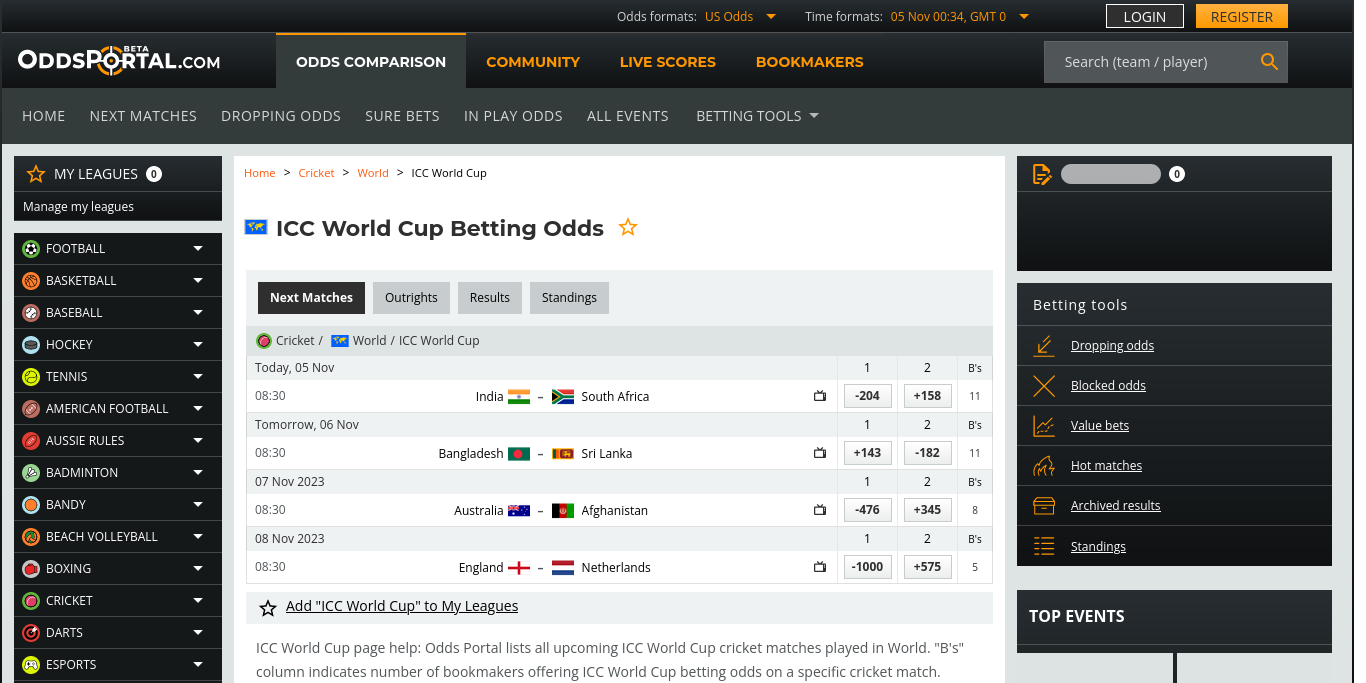 Odds formats: US Odds Time formats: 05 Nov 00:34, GMT 0 LOGIN REGISTER
ODDSPORTAL.COM BETA
ODDS COMPARISON COMMUNITY LIVE SCORES BOOKMAKERS Search (team / player)
HOME NEXT MATCHES DROPPING ODDS SURE BETS IN PLAY ODDS ALL EVENTS BETTING TOOLS
MY LEAGUES 0
Manage my leagues
FOOTBALL
BASKETBALL
BASEBALL
HOCKEY
TENNIS
AMERICAN FOOTBALL
AUSSIE RULES
BADMINTON
BANDY
BEACH VOLLEYBALL
BOXING
CRICKET
DARTS
ESPORTS
Home > Cricket > World > ICC World Cup
ICC World Cup Betting Odds
Next Matches Outrights Results Standings
Cricket / World / ICC World Cup
Today, 05 Nov 1 2 B's
08:30 India – South Africa -204 +158 11
Tomorrow, 06 Nov 1 2 B's
08:30 Bangladesh – Sri Lanka +143 -182 11
07 Nov 2023 1 2 B's
08:30 Australia – Afghanistan -476 +345 8
08 Nov 2023 1 2 B's
08:30 England – Netherlands -1000 +575 5
Add "ICC World Cup" to My Leagues
ICC World Cup page help: Odds Portal lists all upcoming ICC World Cup cricket matches played in World. "B's"
column indicates number of bookmakers offering ICC World Cup betting odds on a specific cricket match.
0
Betting tools
Dropping odds
Blocked odds
Value bets
Hot matches
Archived results
Standings
TOP EVENTS